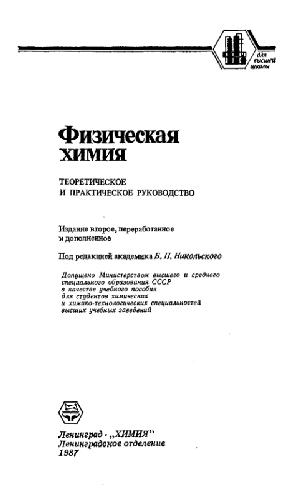 для
высшей
школы
Физическая
химия
ТЕОРЕТИЧЕСКОЕ
И ПРАКТИЧЕСКОЕ РУКОВОДСТВО
Издание второе, переработанное
и дополненное
Под редакцией академика Б. П. Никольского
Допущено Министерством высшего и среднего
специального образования СССР
в качестве учебного пособия
для студентов химических
и химико-технологических специальностей
высших учебных заведений
Ленинград · „ХИМИЯ"
Ленинградское отделение
1987